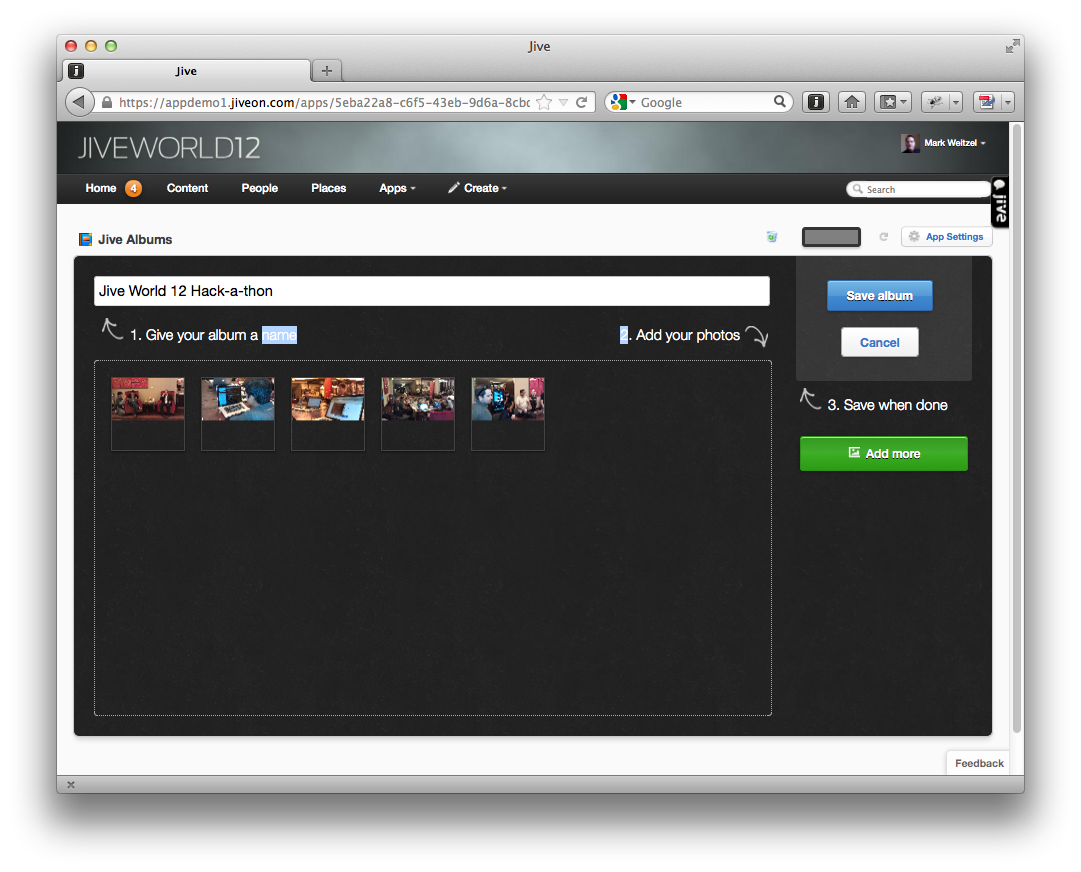 Jive
Jive
https://appdemo1.jiveon.com/apps/5eba22a8-c6f5-43eb-9d6a-8cbc
Google
JIVEWORLD12
Mark Weitzel
Home 4 Content People Places Apps Create
Search
jive
Jive Albums
App Settings
Jive World 12 Hack-a-thon
Save album
1. Give your album a name
2. Add your photos
Cancel
3. Save when done
Add more
Feedback